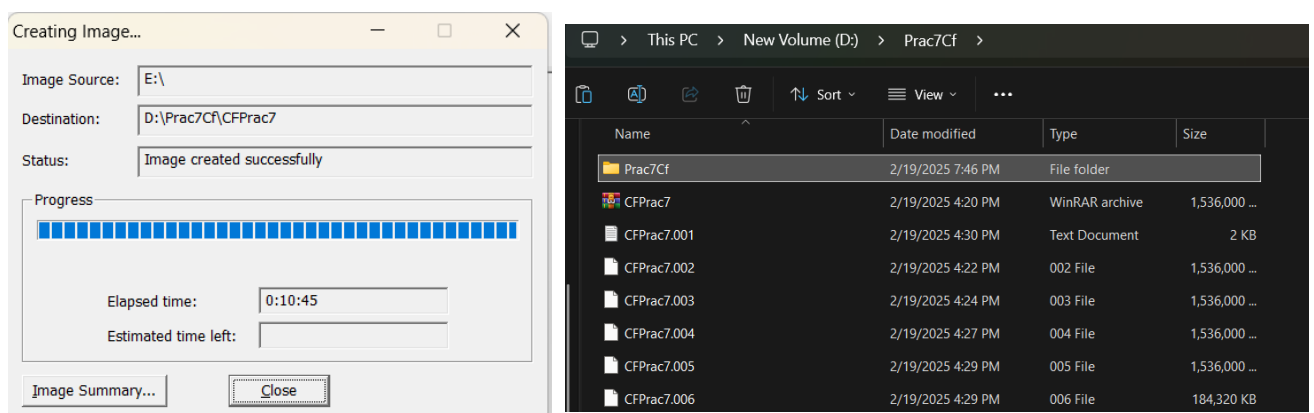 Creating Image...
Image Source: E:\
Destination: D:\Prac7Cf\CFPrac7
Status: Image created successfully
Progress
Elapsed time: 0:10:45
Estimated time left:
Image Summary... Close
This PC > New Volume (D:) > Prac7Cf >
Sort View ...
Name Date modified Type Size
Prac7Cf 2/19/2025 7:46 PM File folder
CFPrac7 2/19/2025 4:20 PM WinRAR archive 1,536,000 ...
CFPrac7.001 2/19/2025 4:30 PM Text Document 2 KB
CFPrac7.002 2/19/2025 4:22 PM 002 File 1,536,000 ...
CFPrac7.003 2/19/2025 4:24 PM 003 File 1,536,000 ...
CFPrac7.004 2/19/2025 4:27 PM 004 File 1,536,000 ...
CFPrac7.005 2/19/2025 4:29 PM 005 File 1,536,000 ...
CFPrac7.006 2/19/2025 4:29 PM 006 File 184,320 KB